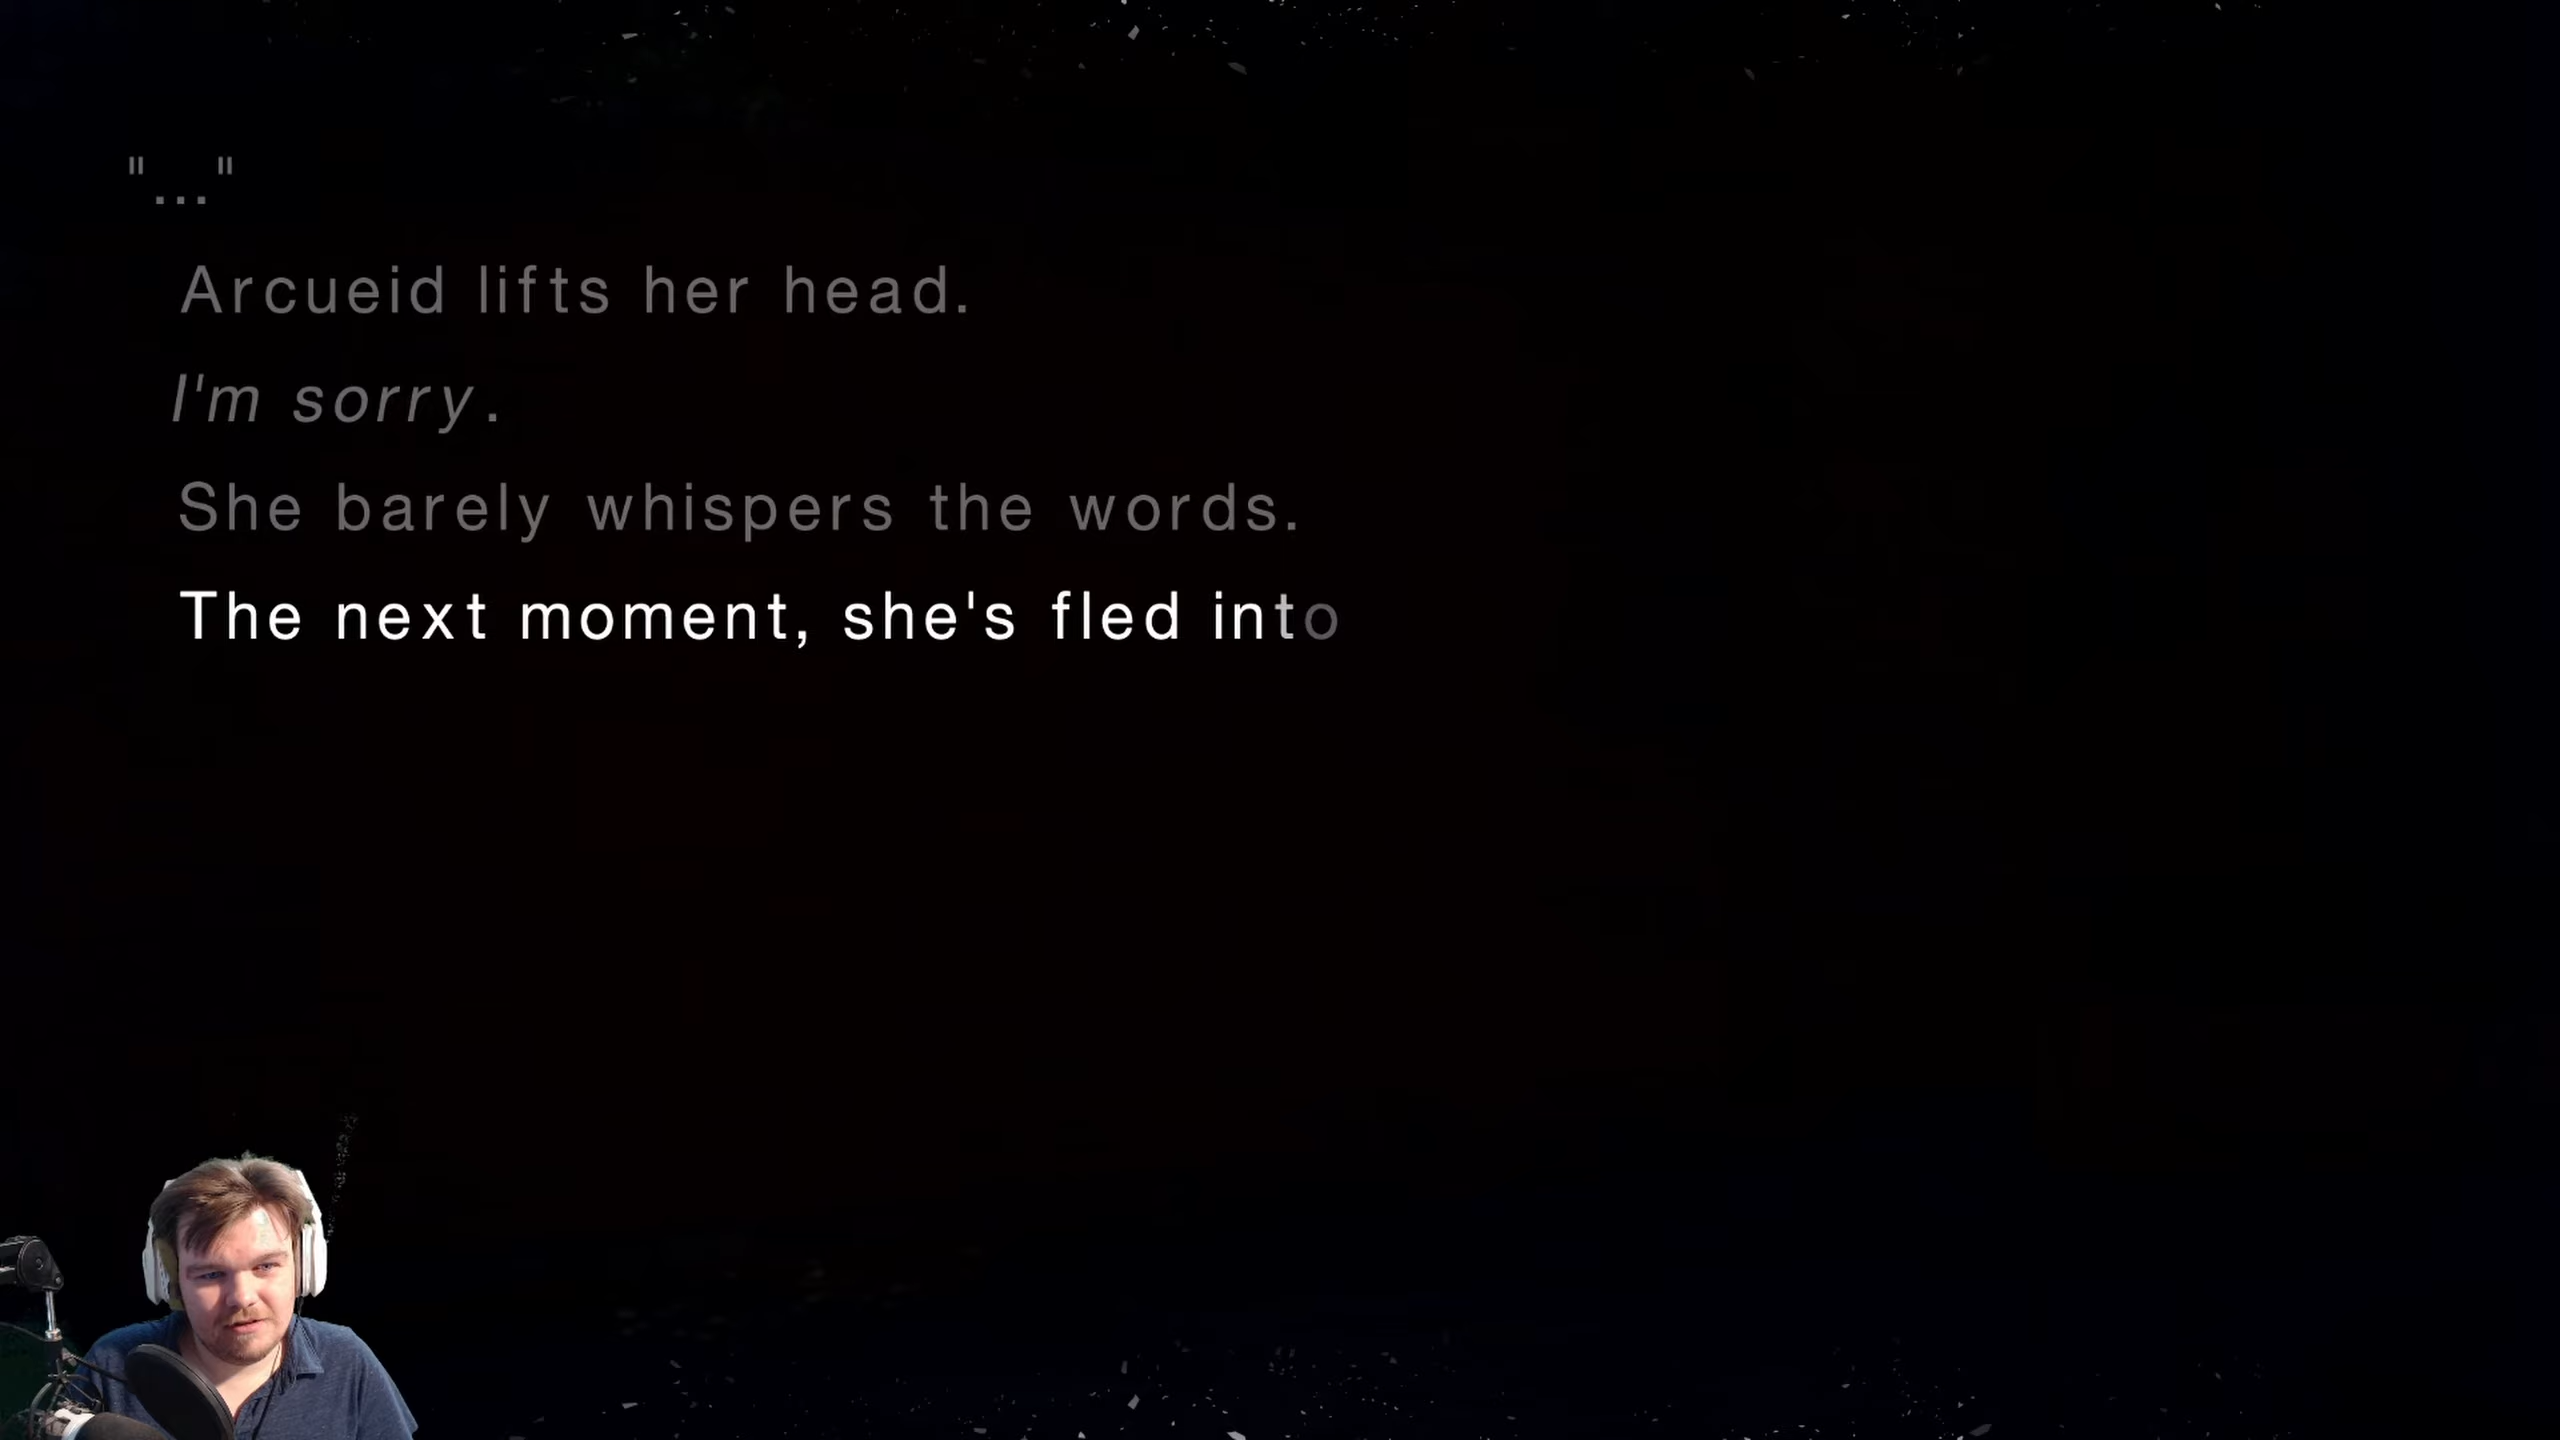 "..."
Arcueid lifts her head.
I'm sorry.
She barely whispers the words.
The next moment, she's fled into